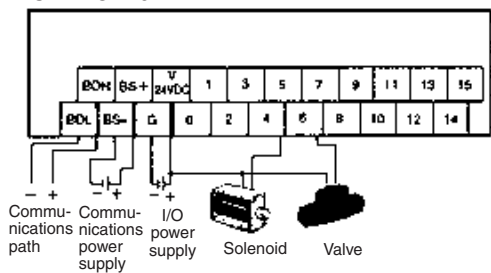 BDH BS+ V 24VDC 1 3 5 7 9 11 13 15
BDL BS- G 0 2 4 6 8 10 12 14
- + - + - +
Commu-
nications
path
Commu-
nications
power
supply
I/O
power
supply
Solenoid
Valve